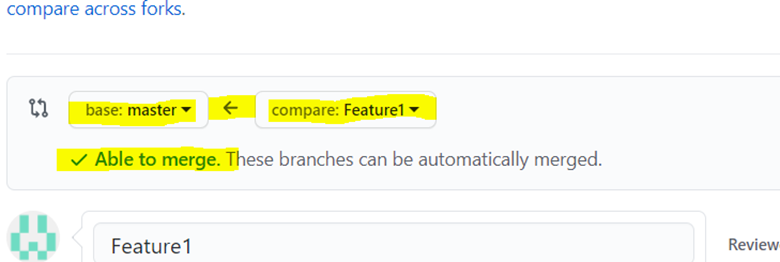 compare across forks.
base: master compare: Feature1
Able to merge. These branches can be automatically merged.
Feature1
Review